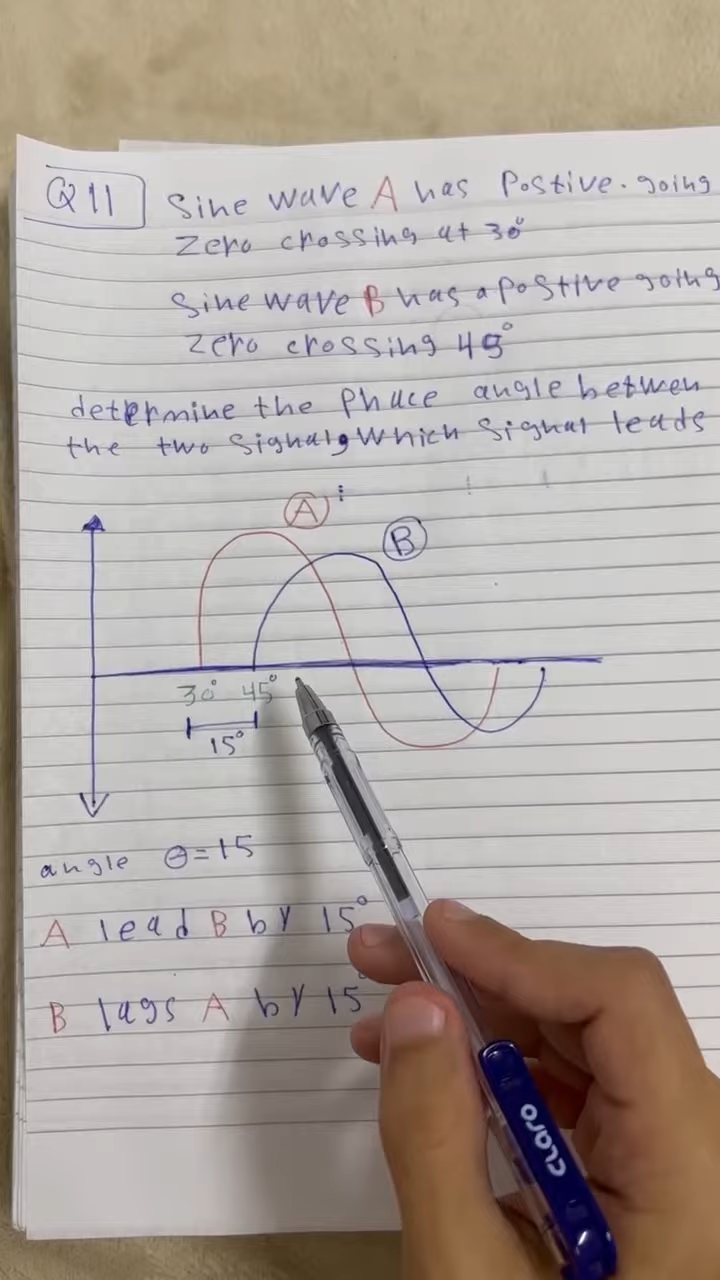 Q11
Sine wave A has Postive. going
Zero crossing at 30°
Sine wave B has a postive going
Zero crossing 45°
determine the Phace angle betwen
the two signals which signal leads
A
B
30° 45°
15°
angle θ=15
A lead B by 15°
B lags A by 15°
claro